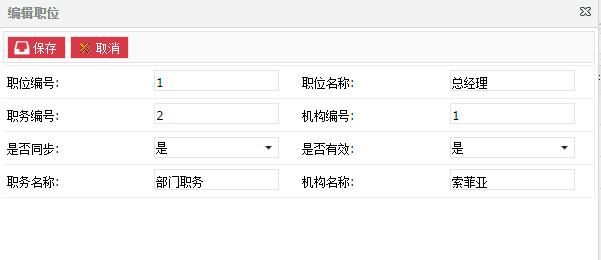 编辑职位
保存 取消
职位编号: 1 职位名称: 总经理
职务编号: 2 机构编号: 1
是否同步: 是 是否有效: 是
职务名称: 部门职务 机构名称: 索菲亚